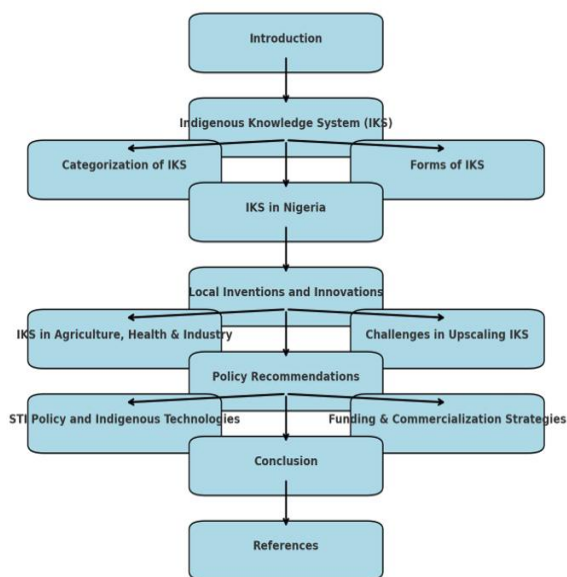 Introduction
Indigenous Knowledge System (IKS)
Categorization of IKS
Forms of IKS
IKS in Nigeria
Local Inventions and Innovations
IKS in Agriculture, Health & Industry
Challenges in Upscaling IKS
Policy Recommendations
STI Policy and Indigenous Technologies
Funding & Commercialization Strategies
Conclusion
References